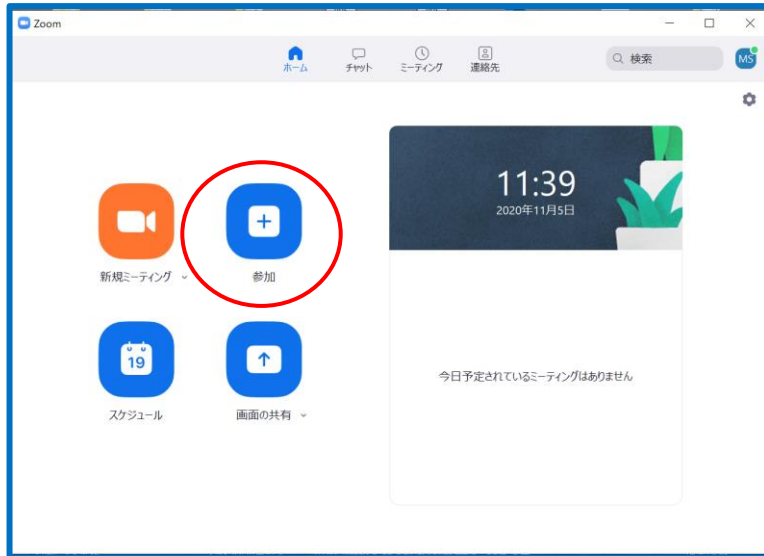 Zoom
ホーム
チャット
ミーティング
連絡先
検索
MS
11:39
2020年11月5日
新規ミーティング
参加
19
スケジュール
画面の共有
今日予定されているミーティングはありません